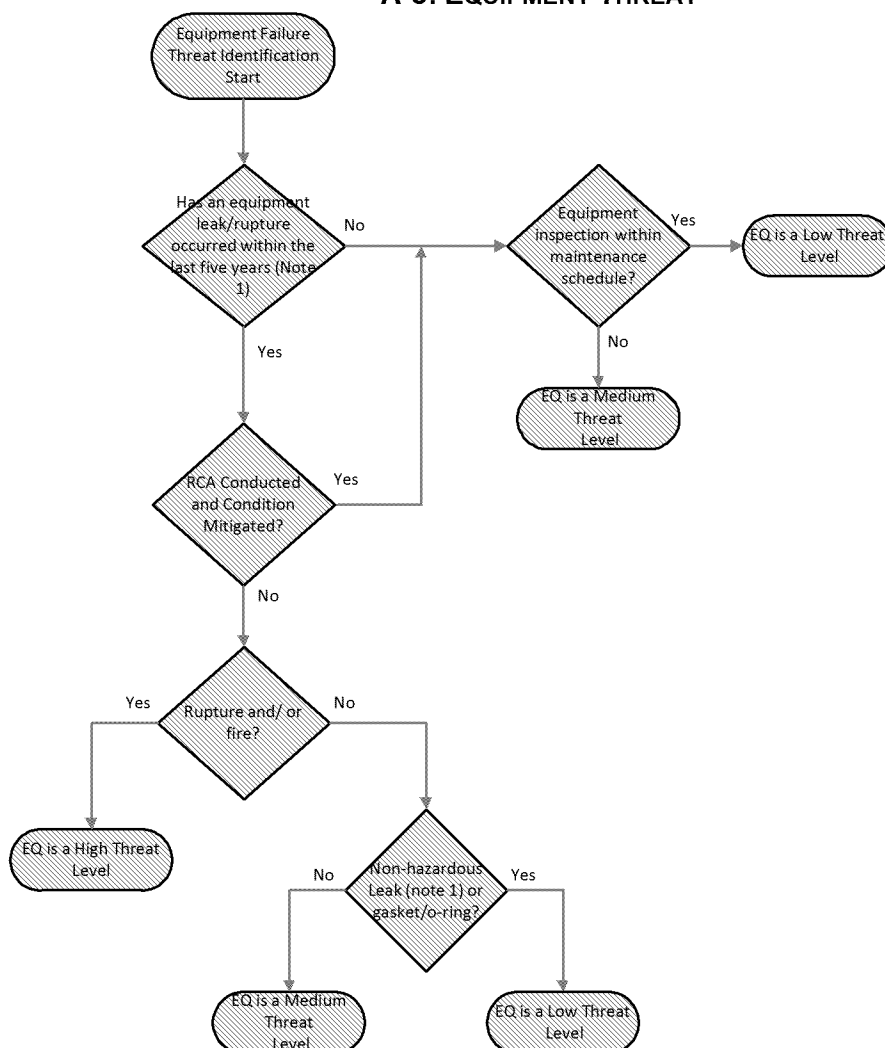 EQUIPMENT THREAT
Equipment Failure
Threat Identification
Start
Has an equipment
leak/rupture
occurred within the
last five years (Note
1)
No
Equipment
inspection within
maintenance
schedule?
Yes
EQ is a Low Threat
Level
Yes
No
EQ is a Medium
Threat
Level
RCA Conducted
and Condition
Mitigated?
Yes
No
Rupture and/ or
fire?
Yes
No
EQ is a High Threat
Level
Non-hazardous
Leak (note 1) or
gasket/o-ring?
No
Yes
EQ is a Medium
Threat
Level
EQ is a Low Threat
Level